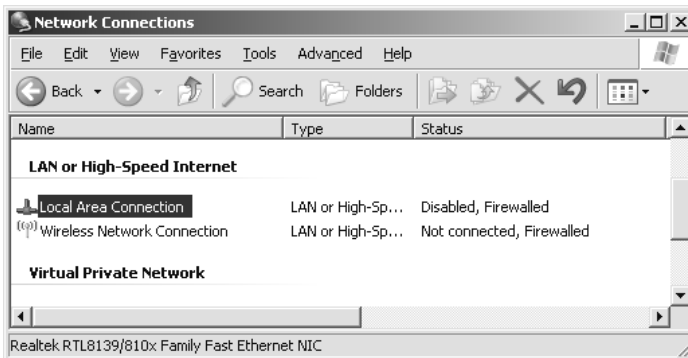 Network Connections
File Edit View Favorites Tools Advanced Help
Back Search Folders
Name Type Status
LAN or High-Speed Internet
Local Area Connection LAN or High-Sp... Disabled, Firewalled
Wireless Network Connection LAN or High-Sp... Not connected, Firewalled
Virtual Private Network
Realtek RTL8139/810x Family Fast Ethernet NIC